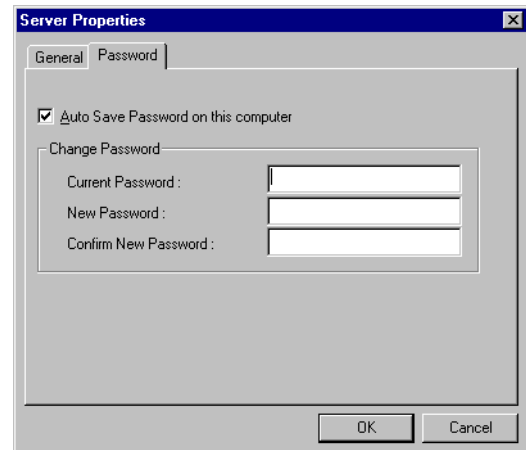 Server Properties
General Password
Auto Save Password on this computer
Change Password
Current Password :
New Password :
Confirm New Password :
OK Cancel